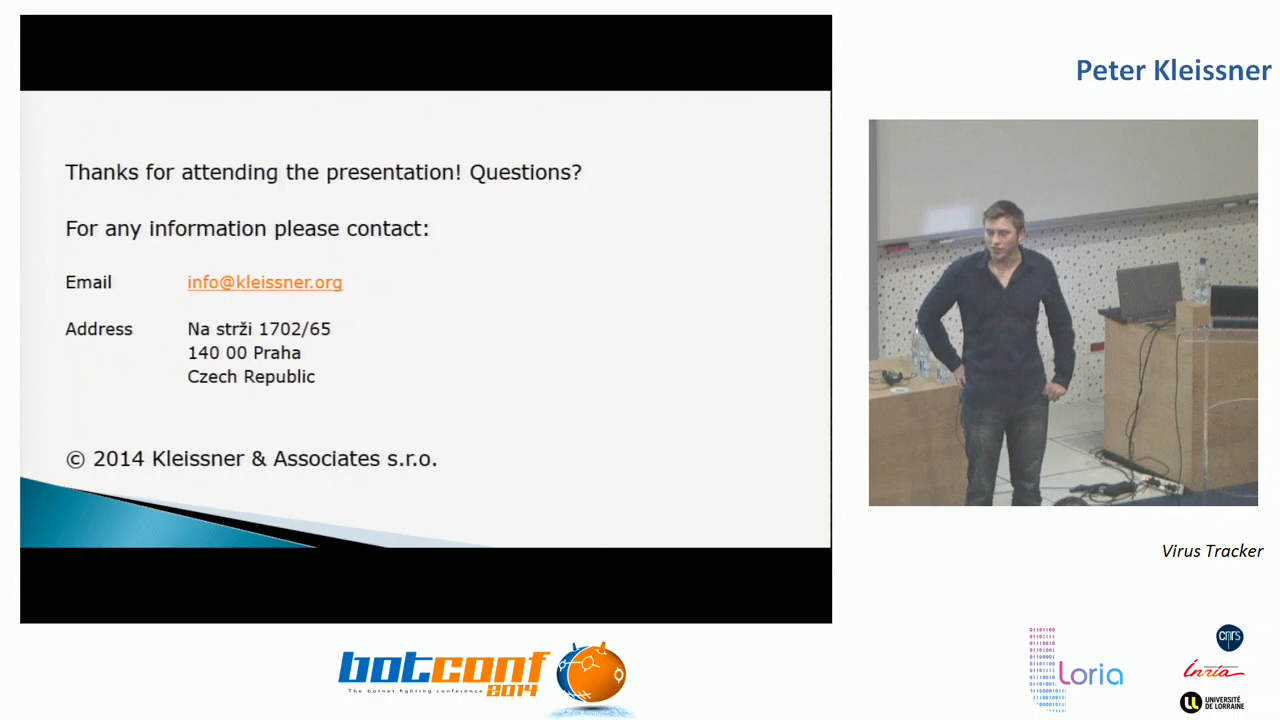 Peter Kleissner
Thanks for attending the presentation! Questions?
For any information please contact:
Email info@kleissner.org
Address Na strži 1702/65
140 00 Praha
Czech Republic
© 2014 Kleissner & Associates s.r.o.
Virus Tracker
botconf
The botnet fighting conference 2014
Loria
cnrs
Inria
UNIVERSITÉ
DE LORRAINE